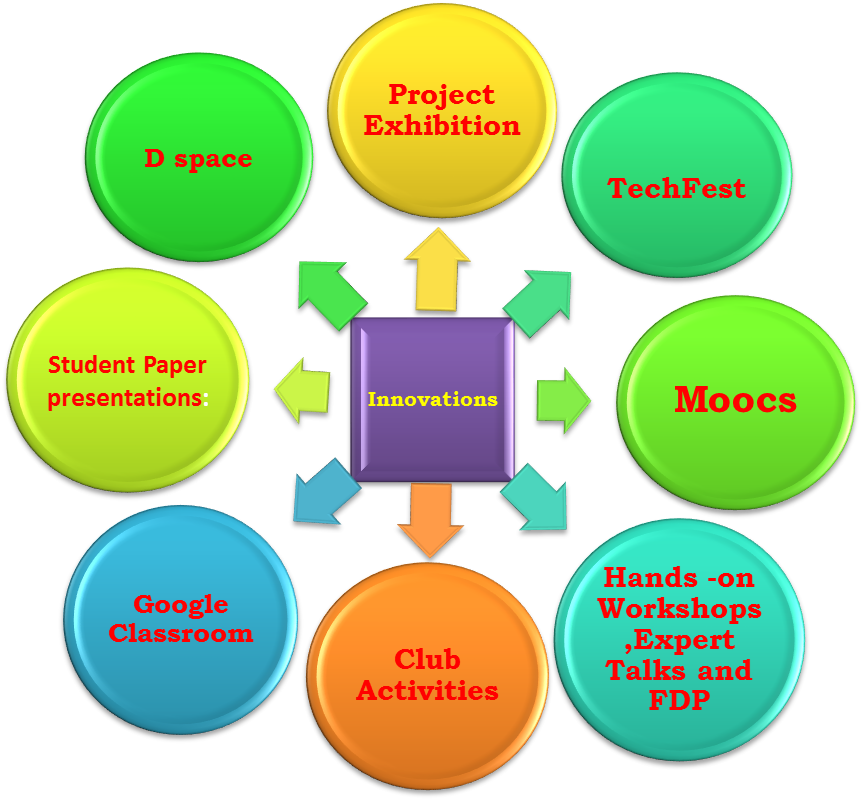 Project
Exhibition
D space
TechFest
Student Paper
presentations:
Innovations
Moocs
Google
Classroom
Club
Activities
Hands -on
Workshops
,Expert
Talks and
FDP